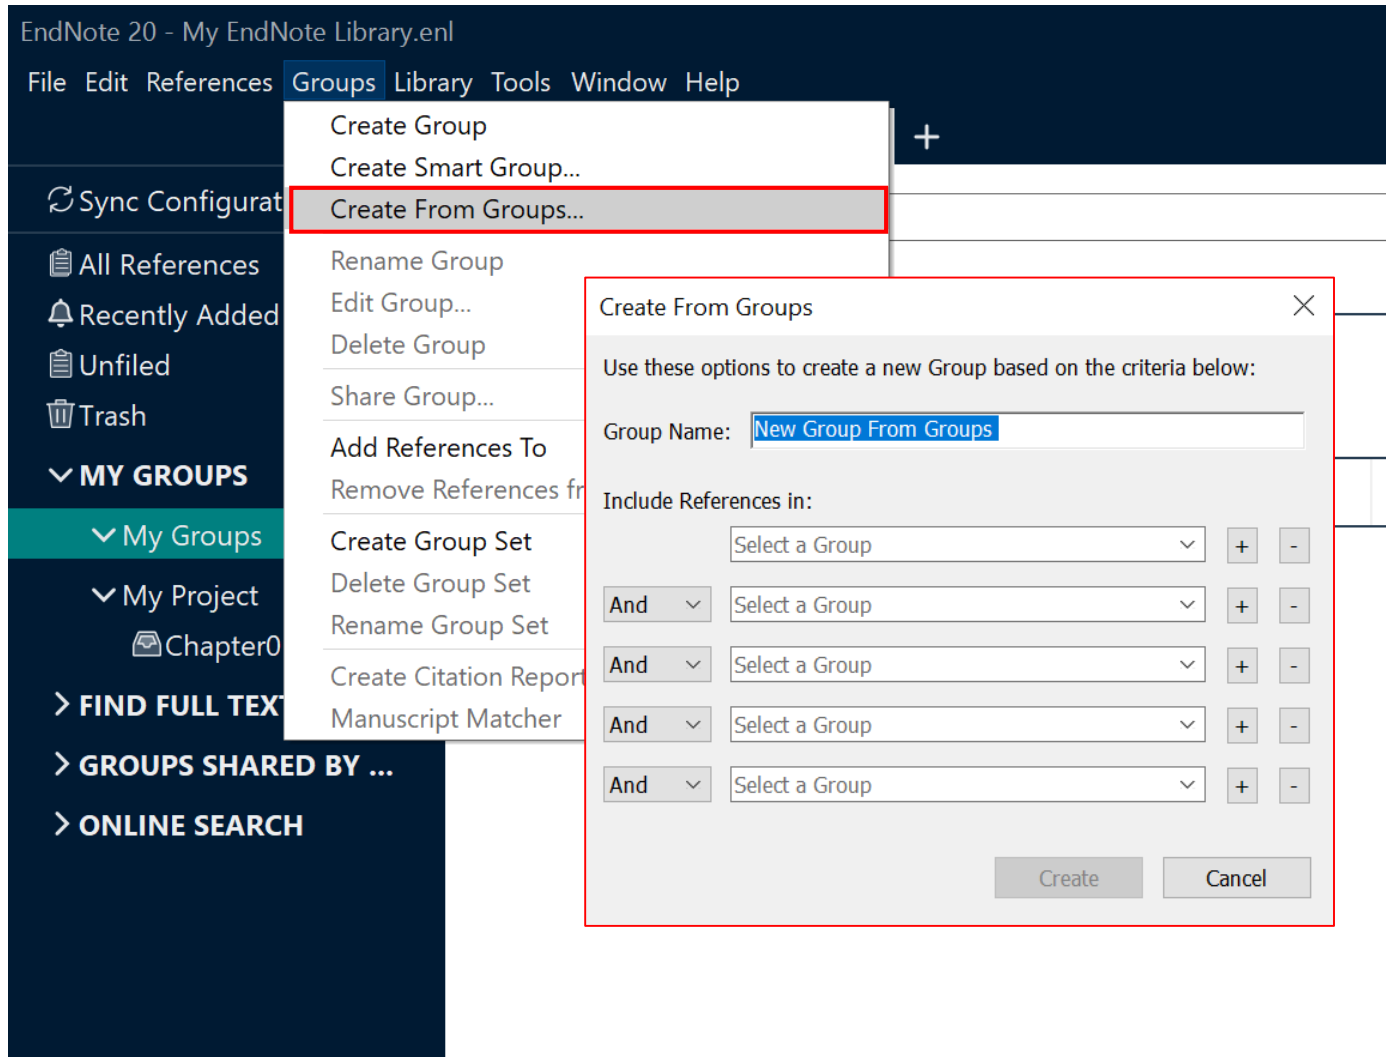 EndNote 20 - My EndNote Library.enl
File Edit References Groups Library Tools Window Help
Create Group
Create Smart Group...
Create From Groups...
Rename Group
Edit Group...
Delete Group
Share Group...
Add References To
Remove References fr
Create Group Set
Delete Group Set
Rename Group Set
Create Citation Report
Manuscript Matcher
+
Sync Configurat
All References
Recently Added
Unfiled
Trash
MY GROUPS
My Groups
My Project
Chapter0
FIND FULL TEXT
GROUPS SHARED BY ...
ONLINE SEARCH
Create From Groups
Use these options to create a new Group based on the criteria below:
Group Name: New Group From Groups
Include References in:
Select a Group + -
And Select a Group + -
And Select a Group + -
And Select a Group + -
And Select a Group + -
Create Cancel